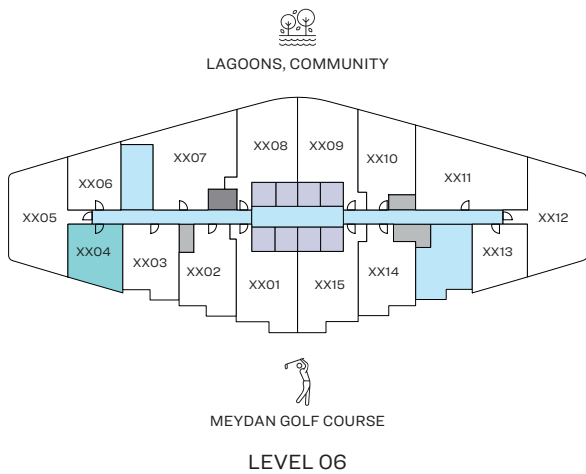 LAGOONS, COMMUNITY
XX08
XX09
XX07
XX10
XX06
XX11
XX05
XX12
XX04
XX03
XX02
XX01
XX15
XX14
XX13
MEYDAN GOLF COURSE
LEVEL 06